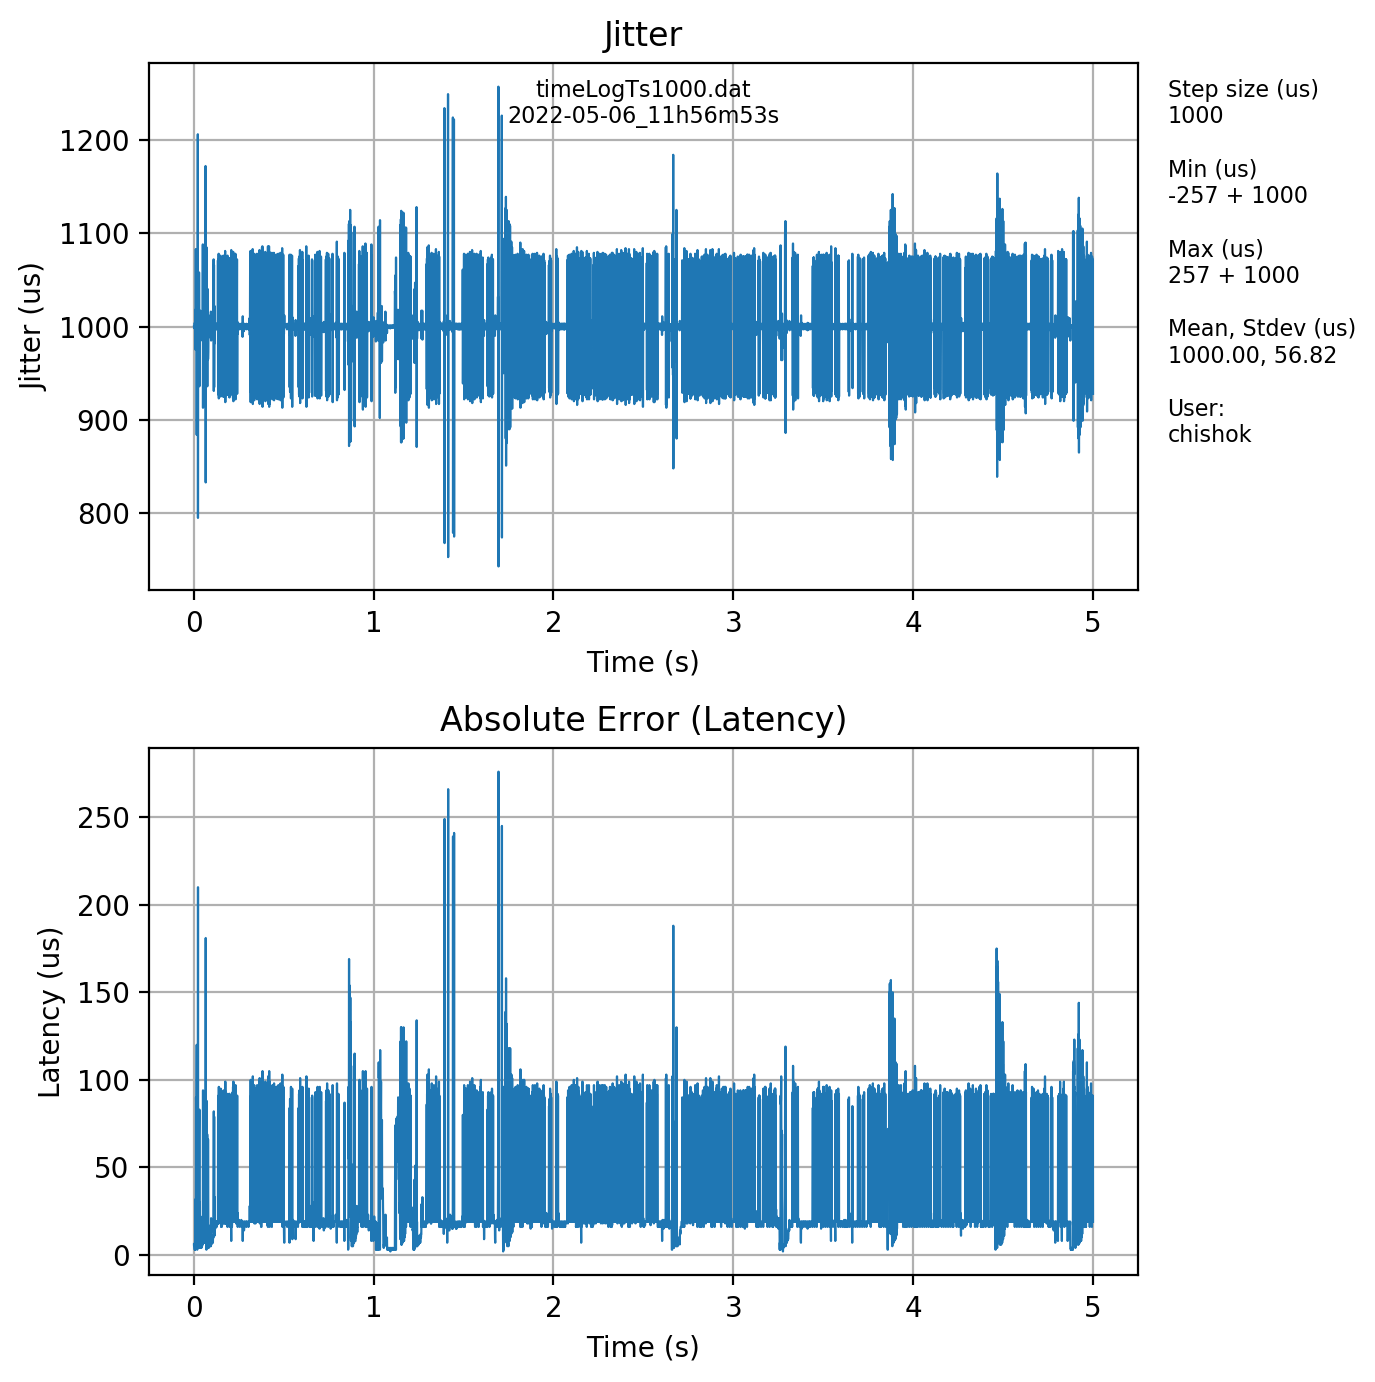 Jitter
timeLogTs1000.dat
2022-05-06_11h56m53s
Jitter (us)
1200
1100
1000
900
800
0 1 2 3 4 5
Time (s)
Step size (us)
1000
Min (us)
-257 + 1000
Max (us)
257 + 1000
Mean, Stdev (us)
1000.00, 56.82
User:
chishok
Absolute Error (Latency)
Latency (us)
250
200
150
100
50
0
0 1 2 3 4 5
Time (s)